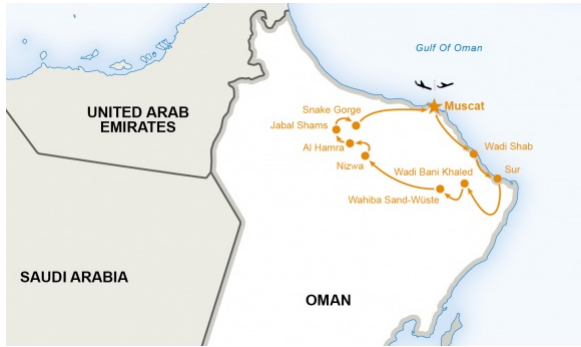 Gulf Of Oman
UNITED ARAB
EMIRATES
Snake Gorge
Muscat
Jabal Shams
Al Hamra
Wadi Shab
Nizwa
Wadi Bani Khaled
Sur
Wahiba Sand-Wüste
SAUDI ARABIA
OMAN